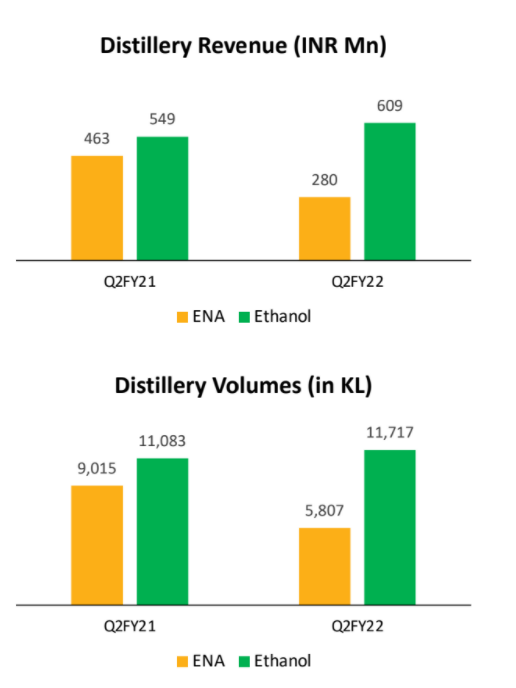 Distillery Revenue (INR Mn)
463 549 280 609
Q2FY21 Q2FY22
ENA Ethanol
Distillery Volumes (in KL)
9,015 11,083 5,807 11,717
Q2FY21 Q2FY22
ENA Ethanol